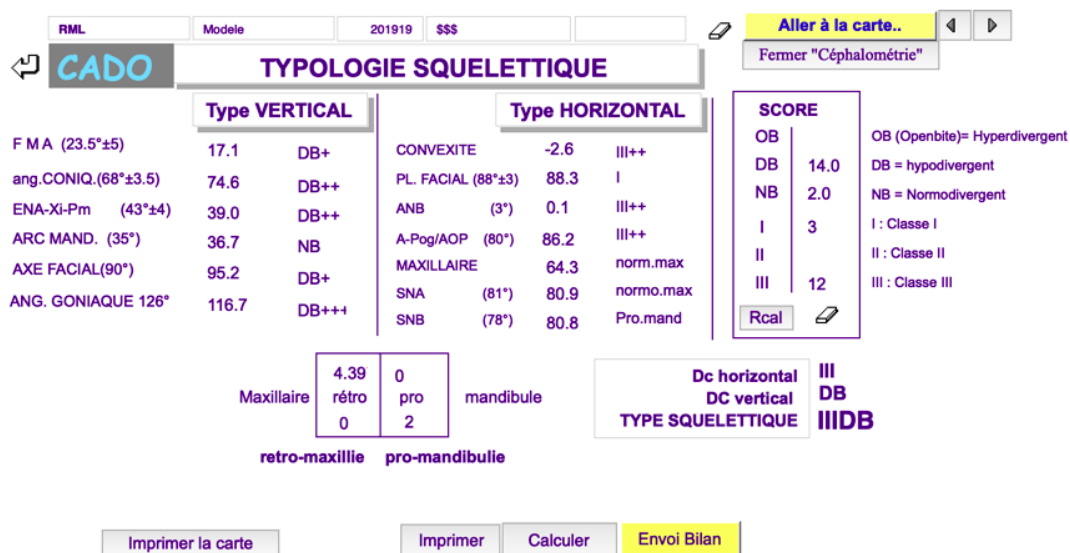 RML Modele 201919 $$$ Aller à la carte..
Fermer "Céphalométrie"
CADO TYPOLOGIE SQUELETTIQUE
Type VERTICAL
F M A (23.5°±5) 17.1 DB+
ang.CONIQ.(68°±3.5) 74.6 DB++
ENA-Xi-Pm (43°±4) 39.0 DB++
ARC MAND. (35°) 36.7 NB
AXE FACIAL(90°) 95.2 DB+
ANG. GONIAQUE 126° 116.7 DB+++
Type HORIZONTAL
CONVEXITE -2.6 III++
PL. FACIAL (88°±3) 88.3 I
ANB (3°) 0.1 III++
A-Pog/AOP (80°) 86.2 III++
MAXILLAIRE 64.3 norm.max
SNA (81°) 80.9 normo.max
SNB (78°) 80.8 Pro.mand
SCORE
OB
DB 14.0
NB 2.0
I 3
II
III 12
Rcal
OB (Openbite)= Hyperdivergent
DB = hypodivergent
NB = Normodivergent
I : Classe I
II : Classe II
III : Classe III
4.39 0
Maxillaire rétro pro mandibule
0 2
retro-maxillie pro-mandibulie
Dc horizontal III
DC vertical DB
TYPE SQUELETTIQUE IIIDB
Imprimer la carte Imprimer Calculer Envoi Bilan